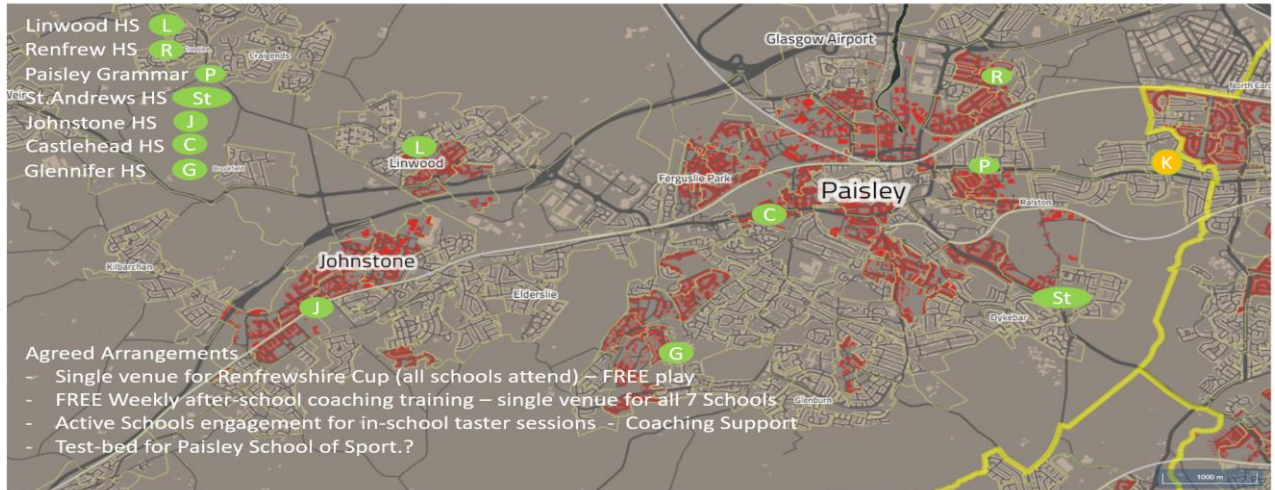 Linwood HS L
Renfrew HS R
Paisley Grammar P
St.Andrews HS St
Johnstone HS J
Castlehead HS C
Glennifer HS G
Craigends
Glasgow Airport
R
North Card
L
Linwood
Ferguslie Park
P
K
Paisley
Ralston
C
Kilbarchan
Johnstone
Elderslie
J
St
Dykebar
G
Glenburn
Agreed Arrangements
- Single venue for Renfrewshire Cup (all schools attend) – FREE play
- FREE Weekly after-school coaching training – single venue for all 7 Schools
- Active Schools engagement for in-school taster sessions - Coaching Support
- Test-bed for Paisley School of Sport.?
1000 m